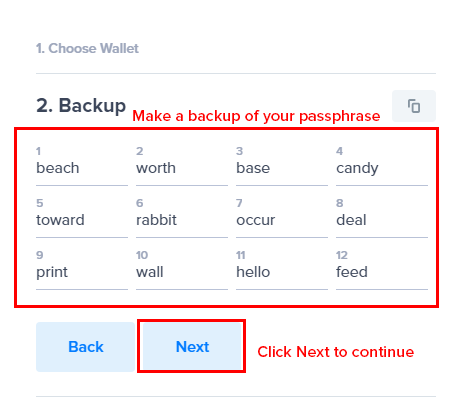 1. Choose Wallet
2. Backup
Make a backup of your passphrase
1 2 3 4
beach worth base candy
5 6 7 8
toward rabbit occur deal
9 10 11 12
print wall hello feed
Back Next Click Next to continue